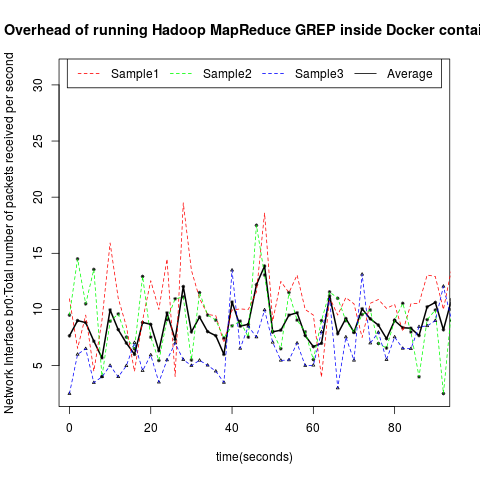 Overhead of running Hadoop MapReduce GREP inside Docker contai
Network Interface br0:Total number of packets received per second
Sample1 Sample2 Sample3 Average
30
25
20
15
10
5
0 20 40 60 80
time(seconds)